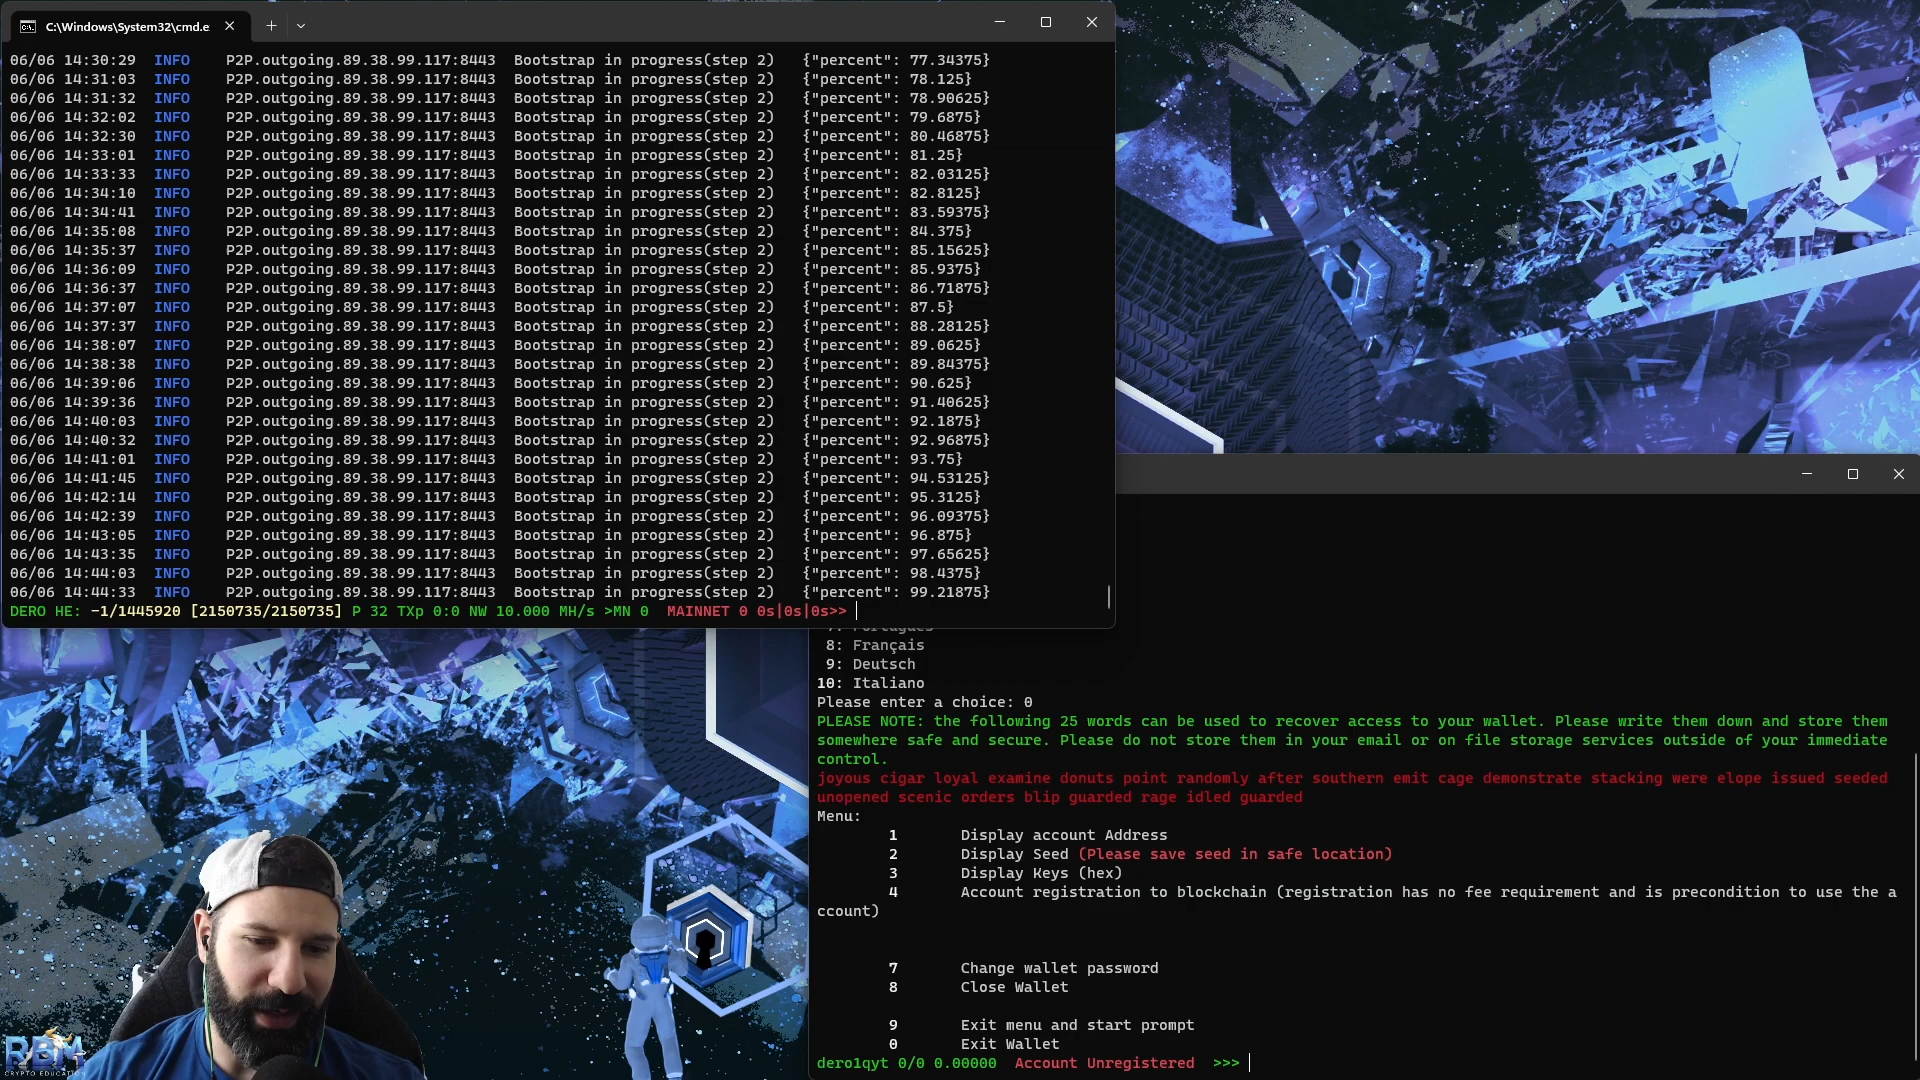 C:\Windows\System32\cmd.e
06/06 14:30:29 INFO P2P.outgoing.89.38.99.117:8443 Bootstrap in progress(step 2) {"percent": 77.34375}
06/06 14:31:03 INFO P2P.outgoing.89.38.99.117:8443 Bootstrap in progress(step 2) {"percent": 78.125}
06/06 14:31:32 INFO P2P.outgoing.89.38.99.117:8443 Bootstrap in progress(step 2) {"percent": 78.90625}
06/06 14:32:02 INFO P2P.outgoing.89.38.99.117:8443 Bootstrap in progress(step 2) {"percent": 79.6875}
06/06 14:32:30 INFO P2P.outgoing.89.38.99.117:8443 Bootstrap in progress(step 2) {"percent": 80.46875}
06/06 14:33:01 INFO P2P.outgoing.89.38.99.117:8443 Bootstrap in progress(step 2) {"percent": 81.25}
06/06 14:33:33 INFO P2P.outgoing.89.38.99.117:8443 Bootstrap in progress(step 2) {"percent": 82.03125}
06/06 14:34:10 INFO P2P.outgoing.89.38.99.117:8443 Bootstrap in progress(step 2) {"percent": 82.8125}
06/06 14:34:41 INFO P2P.outgoing.89.38.99.117:8443 Bootstrap in progress(step 2) {"percent": 83.59375}
06/06 14:35:08 INFO P2P.outgoing.89.38.99.117:8443 Bootstrap in progress(step 2) {"percent": 84.375}
06/06 14:35:37 INFO P2P.outgoing.89.38.99.117:8443 Bootstrap in progress(step 2) {"percent": 85.15625}
06/06 14:36:09 INFO P2P.outgoing.89.38.99.117:8443 Bootstrap in progress(step 2) {"percent": 85.9375}
06/06 14:36:37 INFO P2P.outgoing.89.38.99.117:8443 Bootstrap in progress(step 2) {"percent": 86.71875}
06/06 14:37:07 INFO P2P.outgoing.89.38.99.117:8443 Bootstrap in progress(step 2) {"percent": 87.5}
06/06 14:37:37 INFO P2P.outgoing.89.38.99.117:8443 Bootstrap in progress(step 2) {"percent": 88.28125}
06/06 14:38:07 INFO P2P.outgoing.89.38.99.117:8443 Bootstrap in progress(step 2) {"percent": 89.0625}
06/06 14:38:38 INFO P2P.outgoing.89.38.99.117:8443 Bootstrap in progress(step 2) {"percent": 89.84375}
06/06 14:39:06 INFO P2P.outgoing.89.38.99.117:8443 Bootstrap in progress(step 2) {"percent": 90.625}
06/06 14:39:36 INFO P2P.outgoing.89.38.99.117:8443 Bootstrap in progress(step 2) {"percent": 91.40625}
06/06 14:40:03 INFO P2P.outgoing.89.38.99.117:8443 Bootstrap in progress(step 2) {"percent": 92.1875}
06/06 14:40:32 INFO P2P.outgoing.89.38.99.117:8443 Bootstrap in progress(step 2) {"percent": 92.96875}
06/06 14:41:01 INFO P2P.outgoing.89.38.99.117:8443 Bootstrap in progress(step 2) {"percent": 93.75}
06/06 14:41:45 INFO P2P.outgoing.89.38.99.117:8443 Bootstrap in progress(step 2) {"percent": 94.53125}
06/06 14:42:14 INFO P2P.outgoing.89.38.99.117:8443 Bootstrap in progress(step 2) {"percent": 95.3125}
06/06 14:42:39 INFO P2P.outgoing.89.38.99.117:8443 Bootstrap in progress(step 2) {"percent": 96.09375}
06/06 14:43:05 INFO P2P.outgoing.89.38.99.117:8443 Bootstrap in progress(step 2) {"percent": 96.875}
06/06 14:43:35 INFO P2P.outgoing.89.38.99.117:8443 Bootstrap in progress(step 2) {"percent": 97.65625}
06/06 14:44:03 INFO P2P.outgoing.89.38.99.117:8443 Bootstrap in progress(step 2) {"percent": 98.4375}
06/06 14:44:33 INFO P2P.outgoing.89.38.99.117:8443 Bootstrap in progress(step 2) {"percent": 99.21875}
DERO HE: -1/1445920 [2150735/2150735] P 32 TXp 0:0 NW 10.000 MH/s >MN 0 MAINNET 0 0s|0s|0s>>
8: Français
9: Deutsch
10: Italiano
Please enter a choice: 0
PLEASE NOTE: the following 25 words can be used to recover access to your wallet. Please write them down and store them
somewhere safe and secure. Please do not store them in your email or on file storage services outside of your immediate
control.
joyous cigar loyal examine donuts point randomly after southern emit cage demonstrate stacking were elope issued seeded
unopened scenic orders blip guarded rage idled guarded
Menu:
1 Display account Address
2 Display Seed (Please save seed in safe location)
3 Display Keys (hex)
4 Account registration to blockchain (registration has no fee requirement and is precondition to use the a
ccount)
7 Change wallet password
8 Close Wallet
9 Exit menu and start prompt
0 Exit Wallet
dero1qyt 0/0 0.00000 Account Unregistered >>>
RBM
CRYPTO EDUCATION